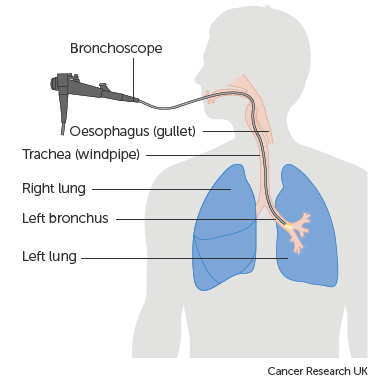 Bronchoscope
Oesophagus (gullet)
Trachea (windpipe)
Right lung
Left bronchus
Left lung
Cancer Research UK